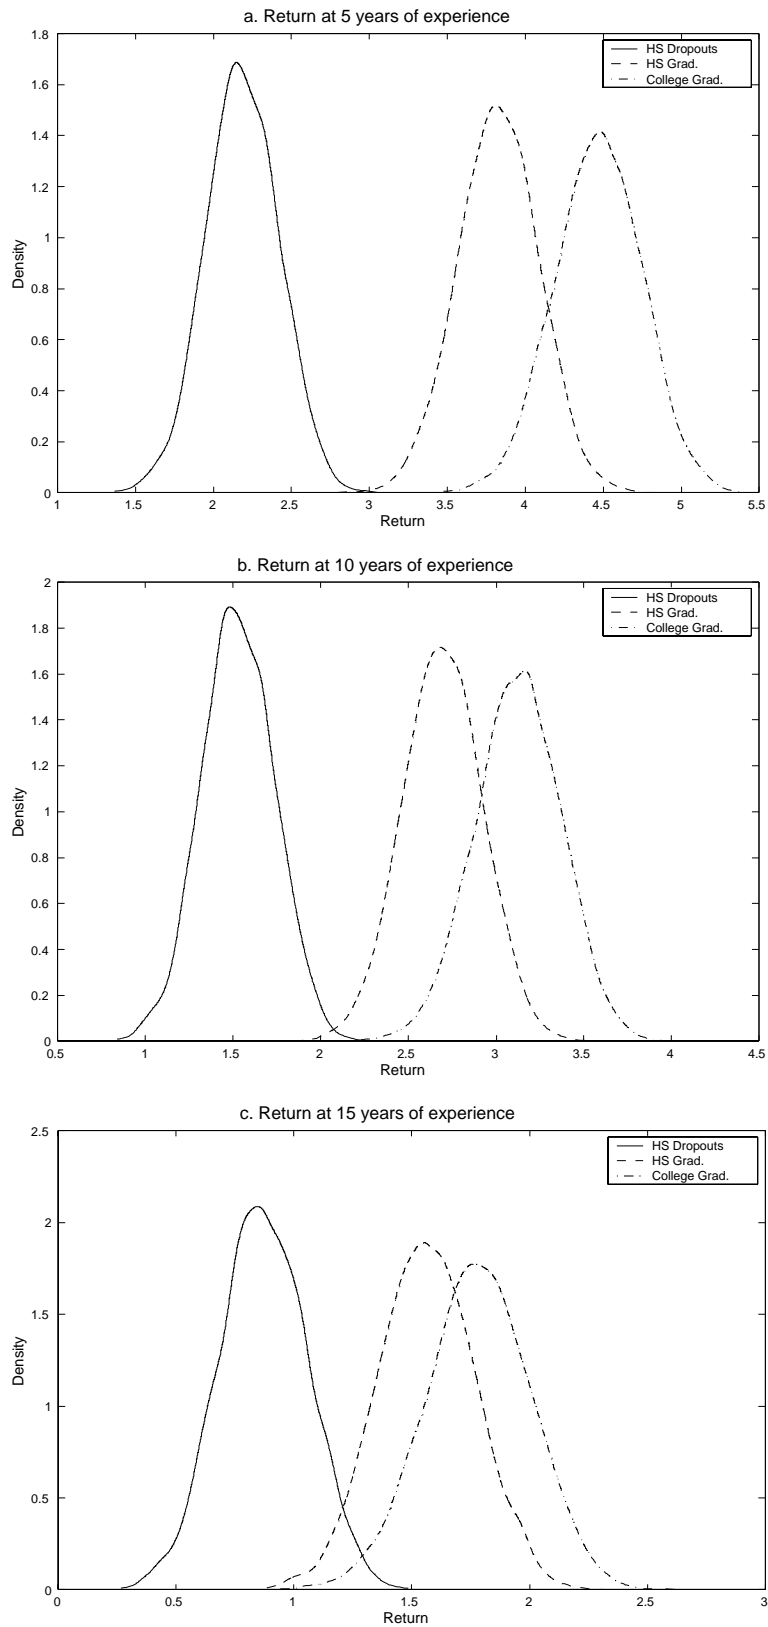 a. Return at 5 years of experience
1.8
1.6
1.4
1.2
1
0.8
0.6
0.4
0.2
0
Density
HS Dropouts
HS Grad.
College Grad.
1 1.5 2 2.5 3 3.5 4 4.5 5 5.5
Return
b. Return at 10 years of experience
2
1.8
1.6
1.4
1.2
1
0.8
0.6
0.4
0.2
0
Density
HS Dropouts
HS Grad.
College Grad.
0.5 1 1.5 2 2.5 3 3.5 4 4.5
Return
c. Return at 15 years of experience
2.5
2
1.5
1
0.5
0
Density
HS Dropouts
HS Grad.
College Grad.
0 0.5 1 1.5 2 2.5 3
Return